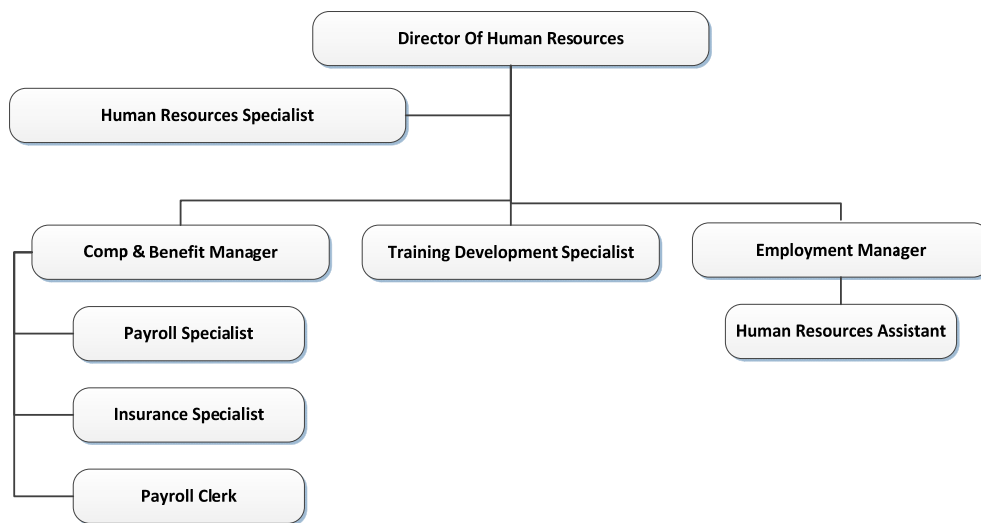 Director Of Human Resources
Human Resources Specialist
Comp & Benefit Manager
Training Development Specialist
Employment Manager
Payroll Specialist
Human Resources Assistant
Insurance Specialist
Payroll Clerk